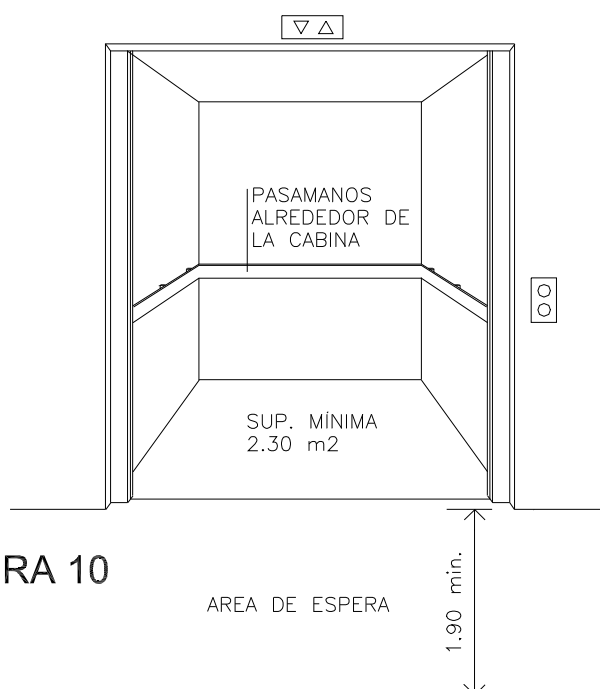 PASAMANOS
ALREDEDOR DE
LA CABINA
SUP. MÍNIMA
2.30 m2
RA 10
AREA DE ESPERA
1.90 min.